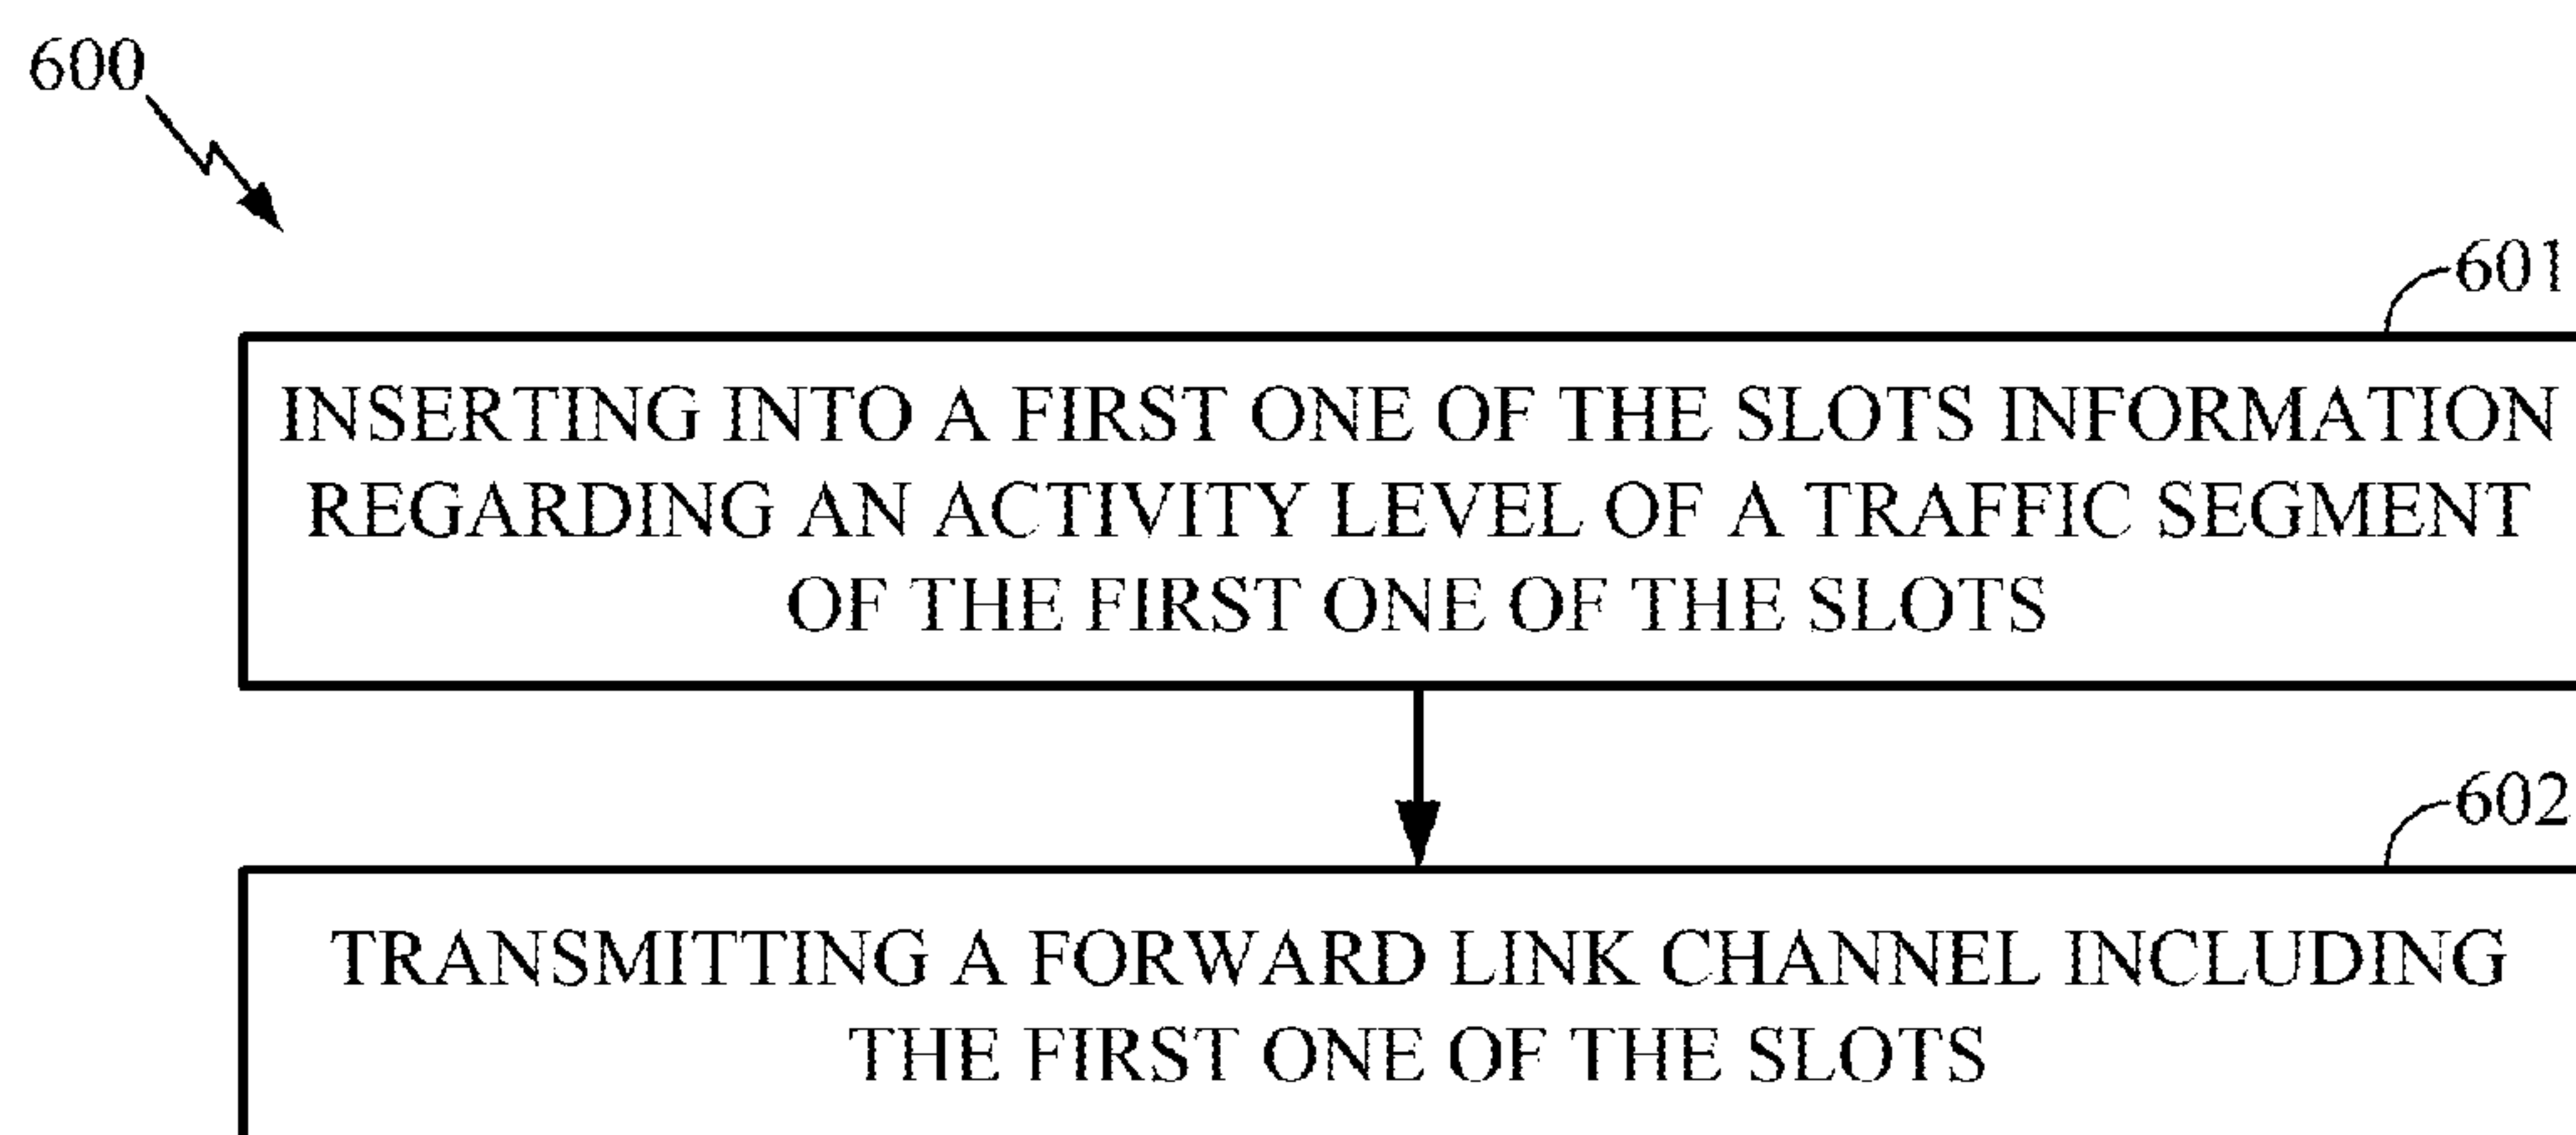 600
601
INSERTING INTO A FIRST ONE OF THE SLOTS INFORMATION
REGARDING AN ACTIVITY LEVEL OF A TRAFFIC SEGMENT
OF THE FIRST ONE OF THE SLOTS
602
TRANSMITTING A FORWARD LINK CHANNEL INCLUDING
THE FIRST ONE OF THE SLOTS